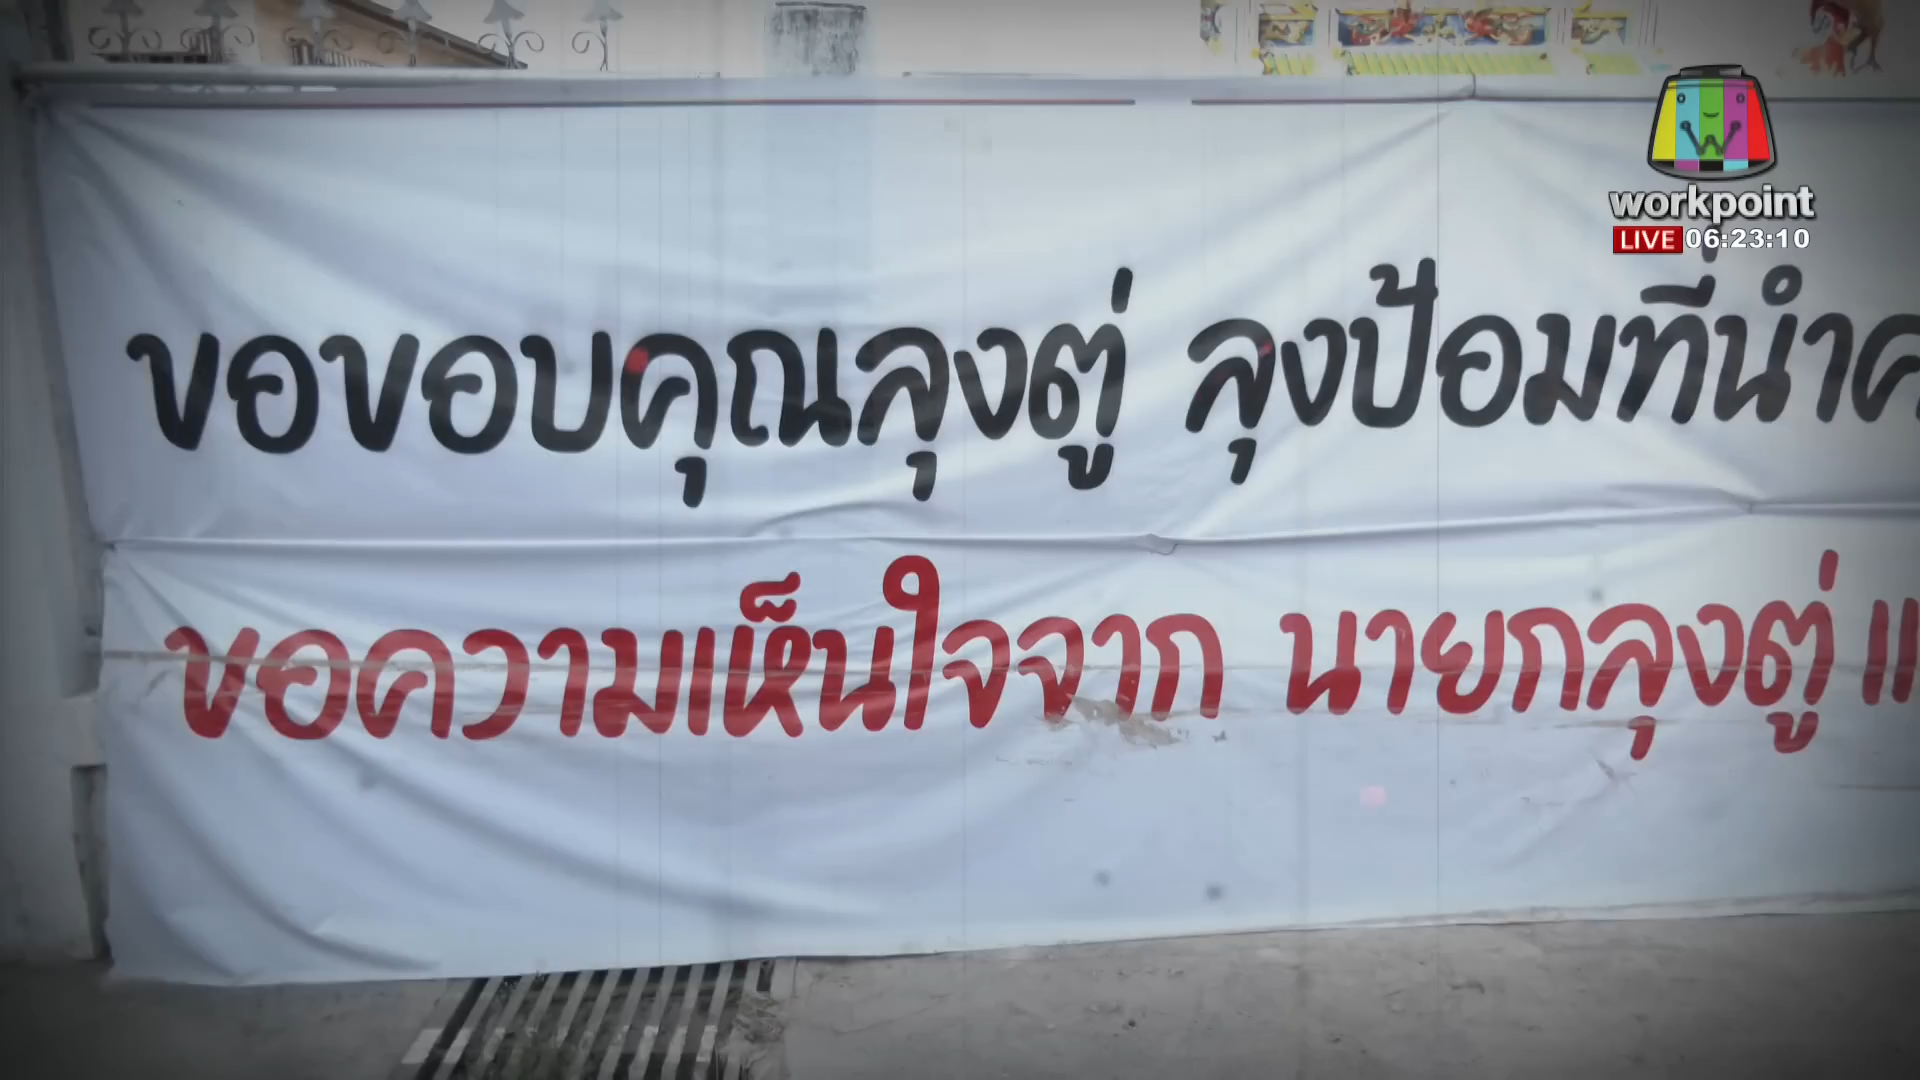 workpoint
LIVE 06:23:10
ขอขอบคุณลุงตู่ ลุงป้อมที่นำค
ขอความเห็นใจจาก นายกลุงตู่ แ